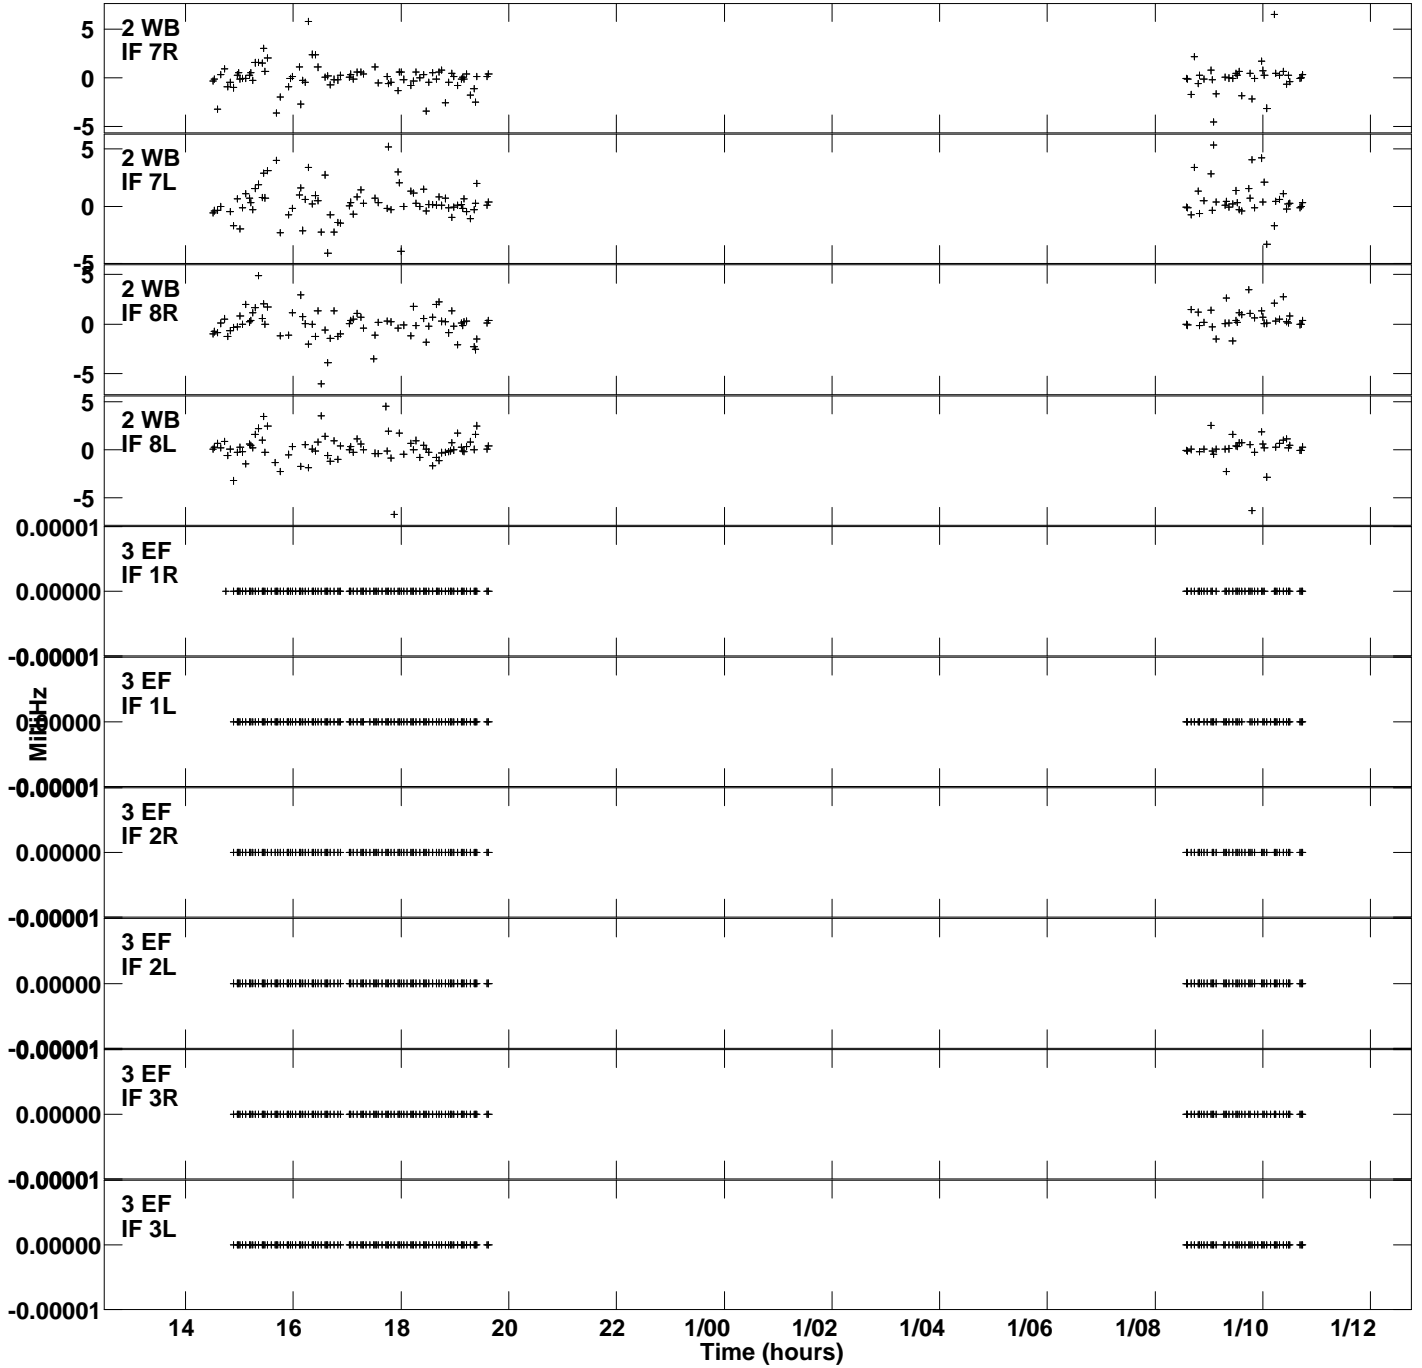 5
2 WB
IF 7R
0
-5
5
2 WB
IF 7L
0
-5
5
2 WB
IF 8R
0
-5
5
2 WB
IF 8L
0
-5
0.00001
3 EF
IF 1R
0.00000
-0.00001
3 EF
IF 1L
0.00000
MilliHz
-0.00001
3 EF
IF 2R
0.00000
-0.00001
3 EF
IF 2L
0.00000
-0.00001
3 EF
IF 3R
0.00000
-0.00001
3 EF
IF 3L
0.00000
-0.00001
14 16 18 20 22 1/00 1/02 1/04 1/06 1/08 1/10 1/12
Time (hours)